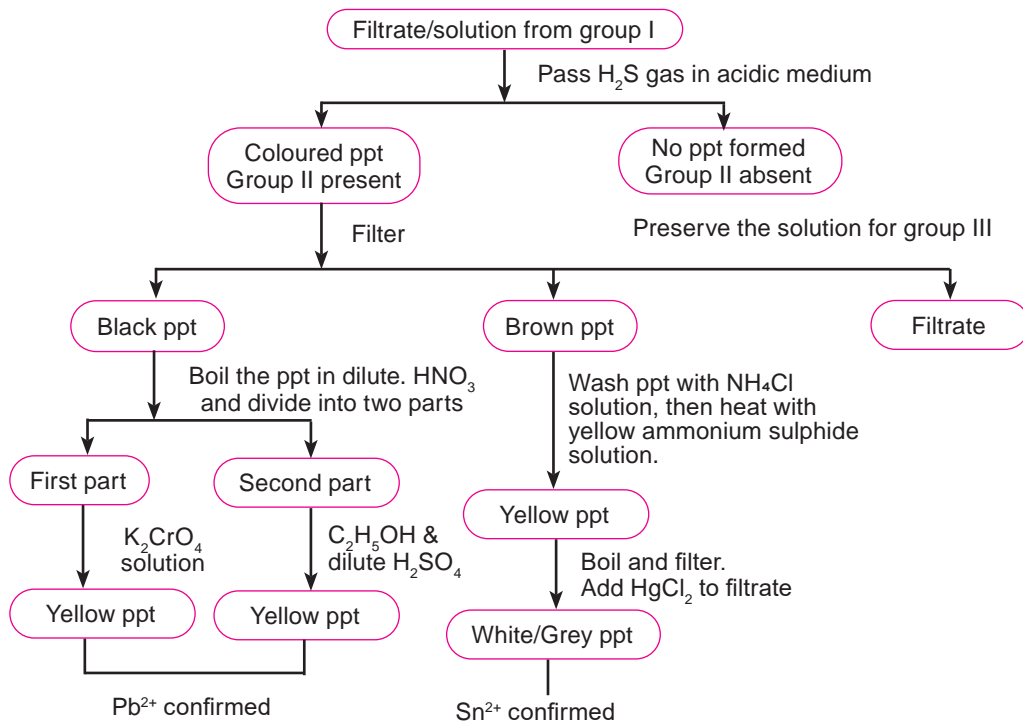 Filtrate/solution from group I
Pass H₂S gas in acidic medium
Coloured ppt
Group II present
No ppt formed
Group II absent
Filter
Preserve the solution for group III
Black ppt
Brown ppt
Filtrate
Boil the ppt in dilute. HNO₃
and divide into two parts
Wash ppt with NH₄Cl
solution, then heat with
yellow ammonium sulphide
solution.
First part
Second part
Yellow ppt
K₂CrO₄
solution
C₂H₅OH &
dilute H₂SO₄
Boil and filter.
Add HgCl₂ to filtrate
Yellow ppt
Yellow ppt
White/Grey ppt
Pb²⁺ confirmed
Sn²⁺ confirmed